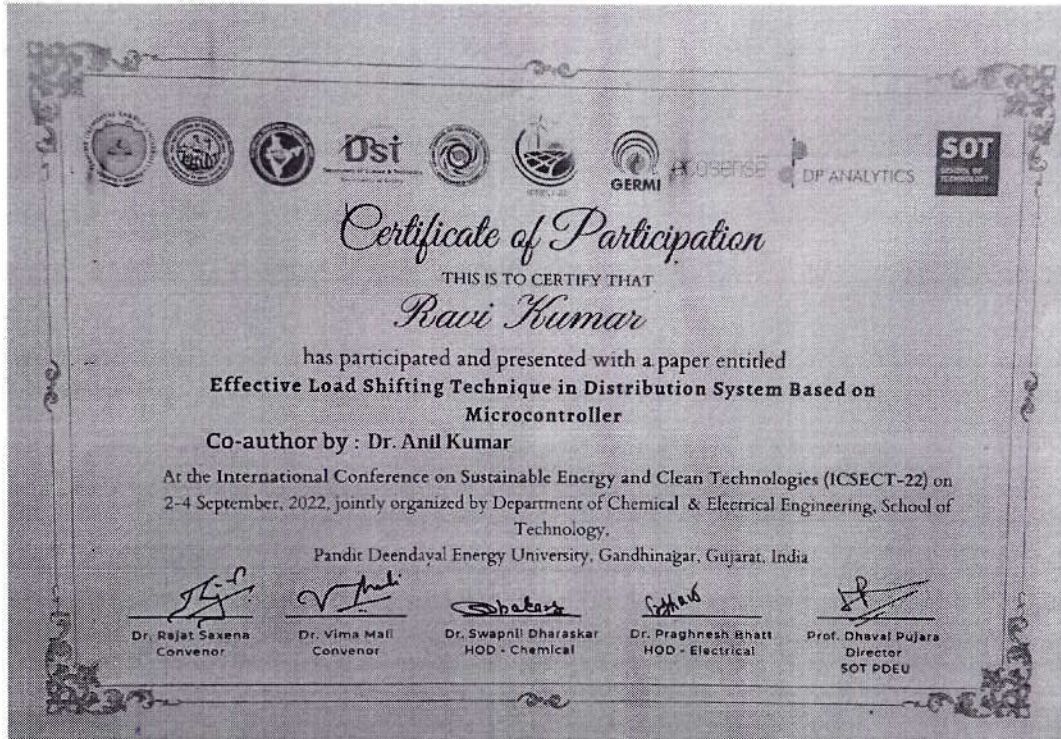 Dst
GERMI
ecosense
DP ANALYTICS
SOT
SCHOOL OF
TECHNOLOGY
Certificate of Participation
THIS IS TO CERTIFY THAT
Ravi Kumar
has participated and presented with a paper entitled
Effective Load Shifting Technique in Distribution System Based on
Microcontroller
Co-author by : Dr. Anil Kumar
At the International Conference on Sustainable Energy and Clean Technologies (ICSECT-22) on
2-4 September, 2022, jointly organized by Department of Chemical & Electrical Engineering, School of
Technology,
Pandit Deendayal Energy University, Gandhinagar, Gujarat, India
Dr. Rajat Saxena
Convenor
Dr. Vima Mali
Convenor
Dr. Swapnil Dharaskar
HOD - Chemical
Dr. Praghnesh Bhatt
HOD - Electrical
Prof. Dhaval Pujara
Director
SOT PDEU